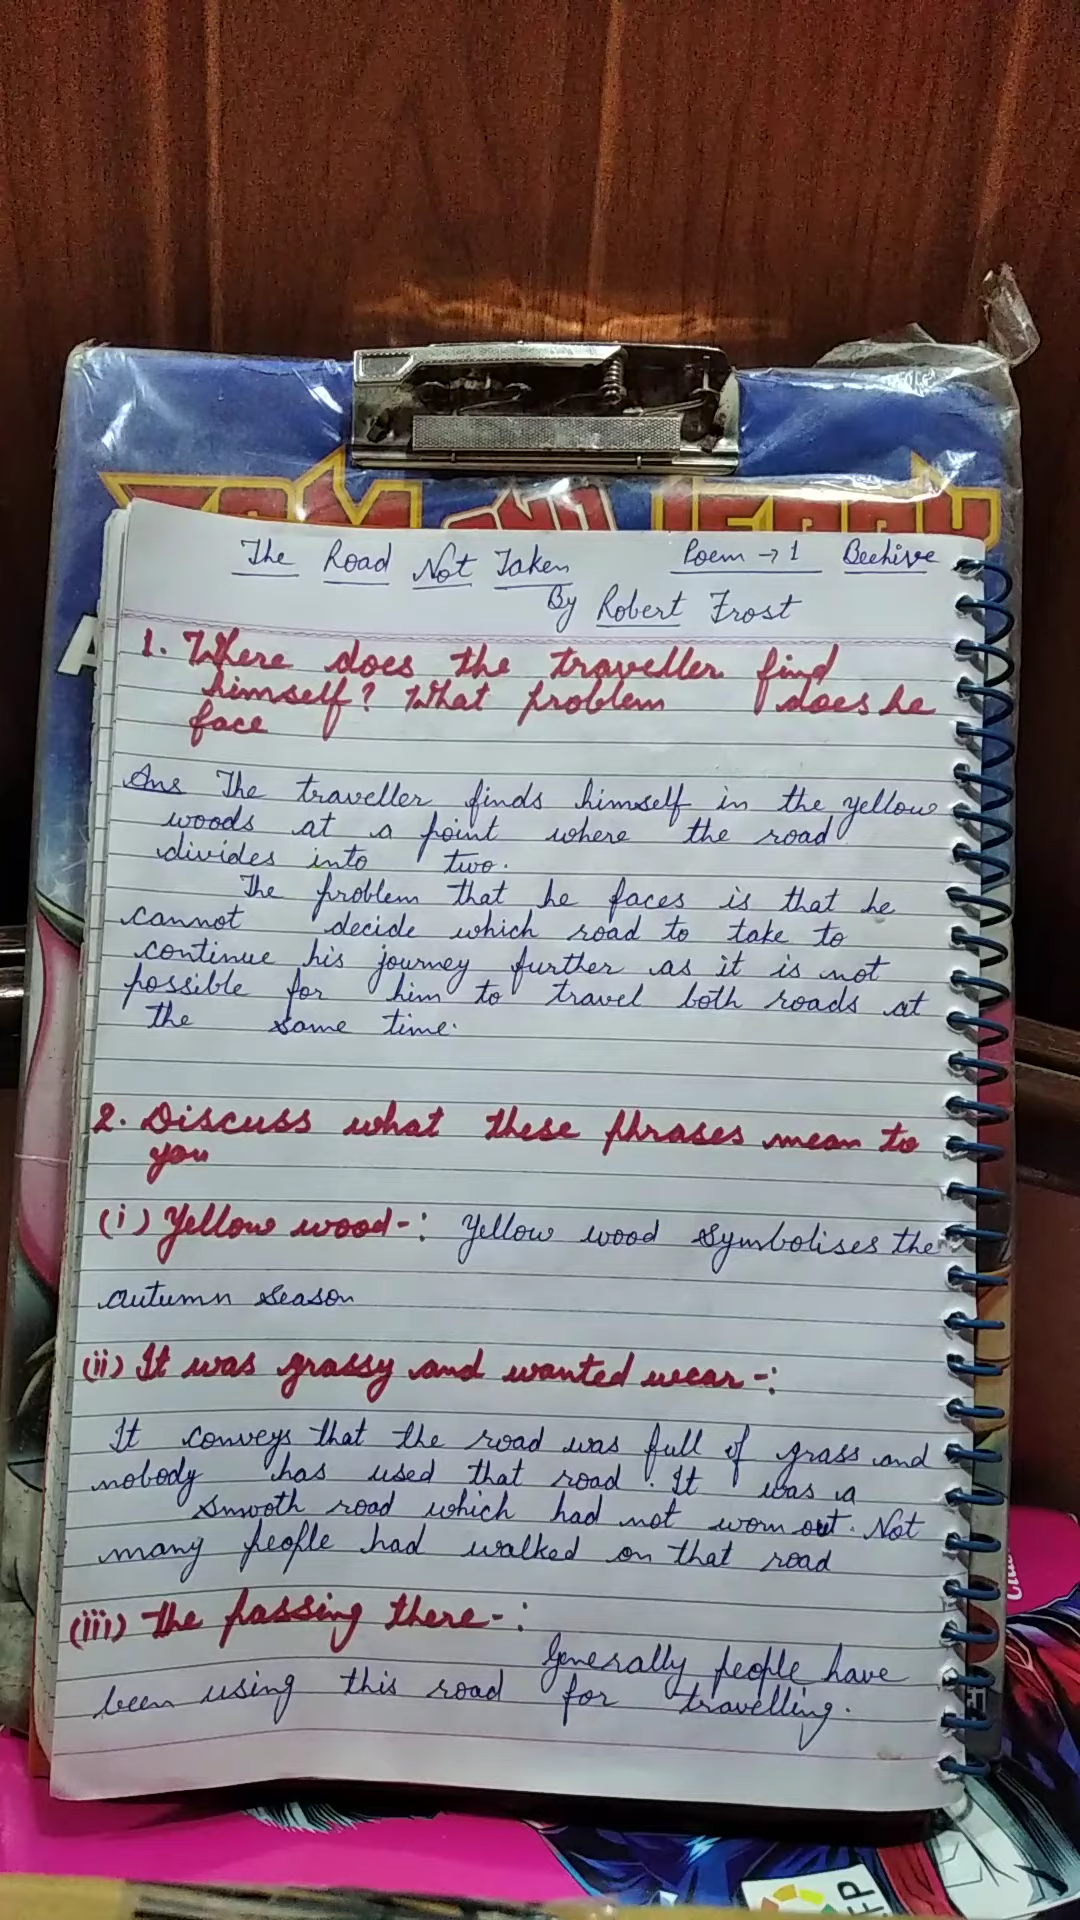 TOM AND JERRY
A
The Road Not Taken Poem → 1 Beehive
By Robert Frost
1. Where does the traveller find
himself? What problem does he
face
Ans The traveller finds himself in the yellow
woods at a point where the road
divides into two.
The problem that he faces is that he
cannot decide which road to take to
continue his journey further as it is not
possible for him to travel both roads at
the same time.
2. Discuss what these phrases mean to
you
(i) Yellow wood-: Yellow wood symbolises the
autumn season
(ii) It was grassy and wanted wear-:
It conveys that the road was full of grass and
nobody has used that road. It was a
smooth road which had not worn out. Not
many people had walked on that road
(iii) The passing there-:
Generally people have
been using this road for travelling.
FP